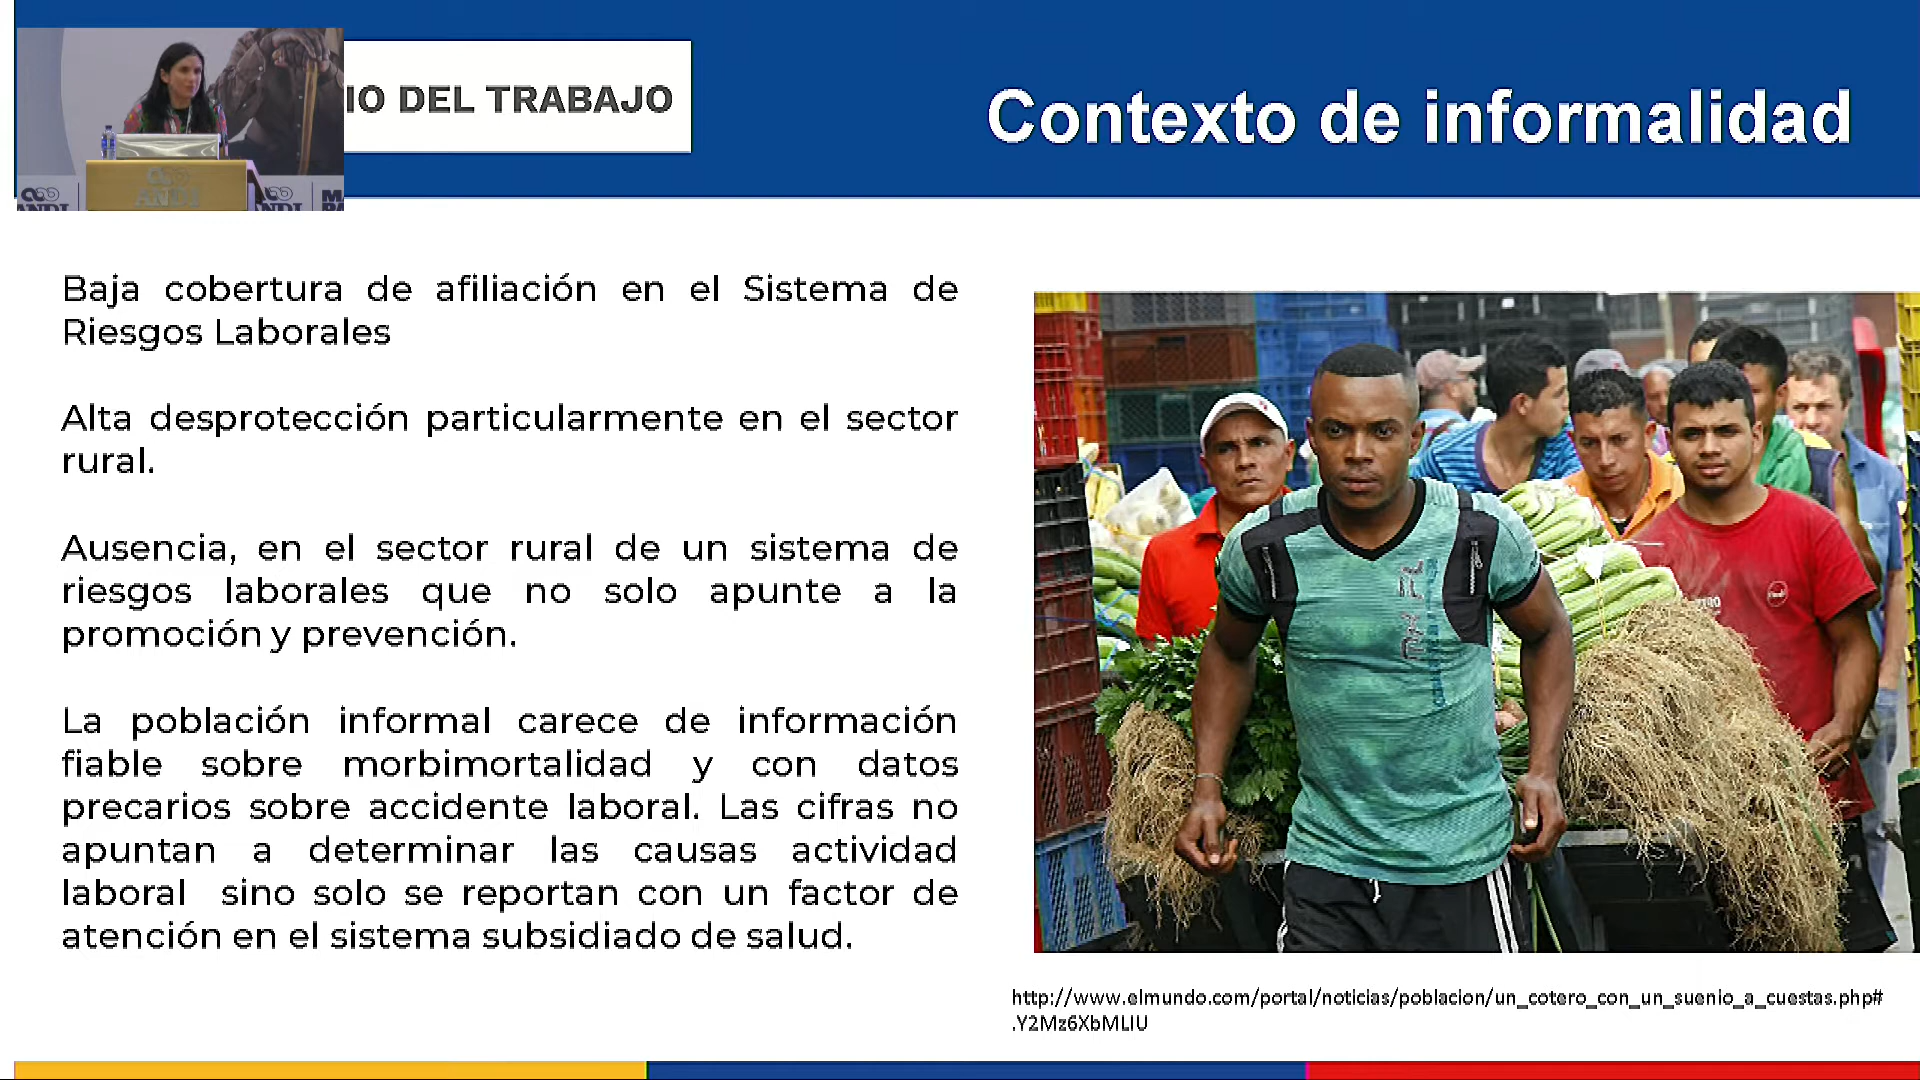 IO DEL TRABAJO
Contexto de informalidad
ANDI
ANDI
ANDI
Baja cobertura de afiliación en el Sistema de
Riesgos Laborales
Alta desprotección particularmente en el sector
rural.
Ausencia, en el sector rural de un sistema de
riesgos laborales que no solo apunte a la
promoción y prevención.
La población informal carece de información
fiable sobre morbimortalidad y con datos
precarios sobre accidente laboral. Las cifras no
apuntan a determinar las causas actividad
laboral sino solo se reportan con un factor de
atención en el sistema subsidiado de salud.
http://www.elmundo.com/portal/noticias/poblacion/un_cotero_con_un_suenio_a_cuestas.php#
.Y2Mz6XbMLIU